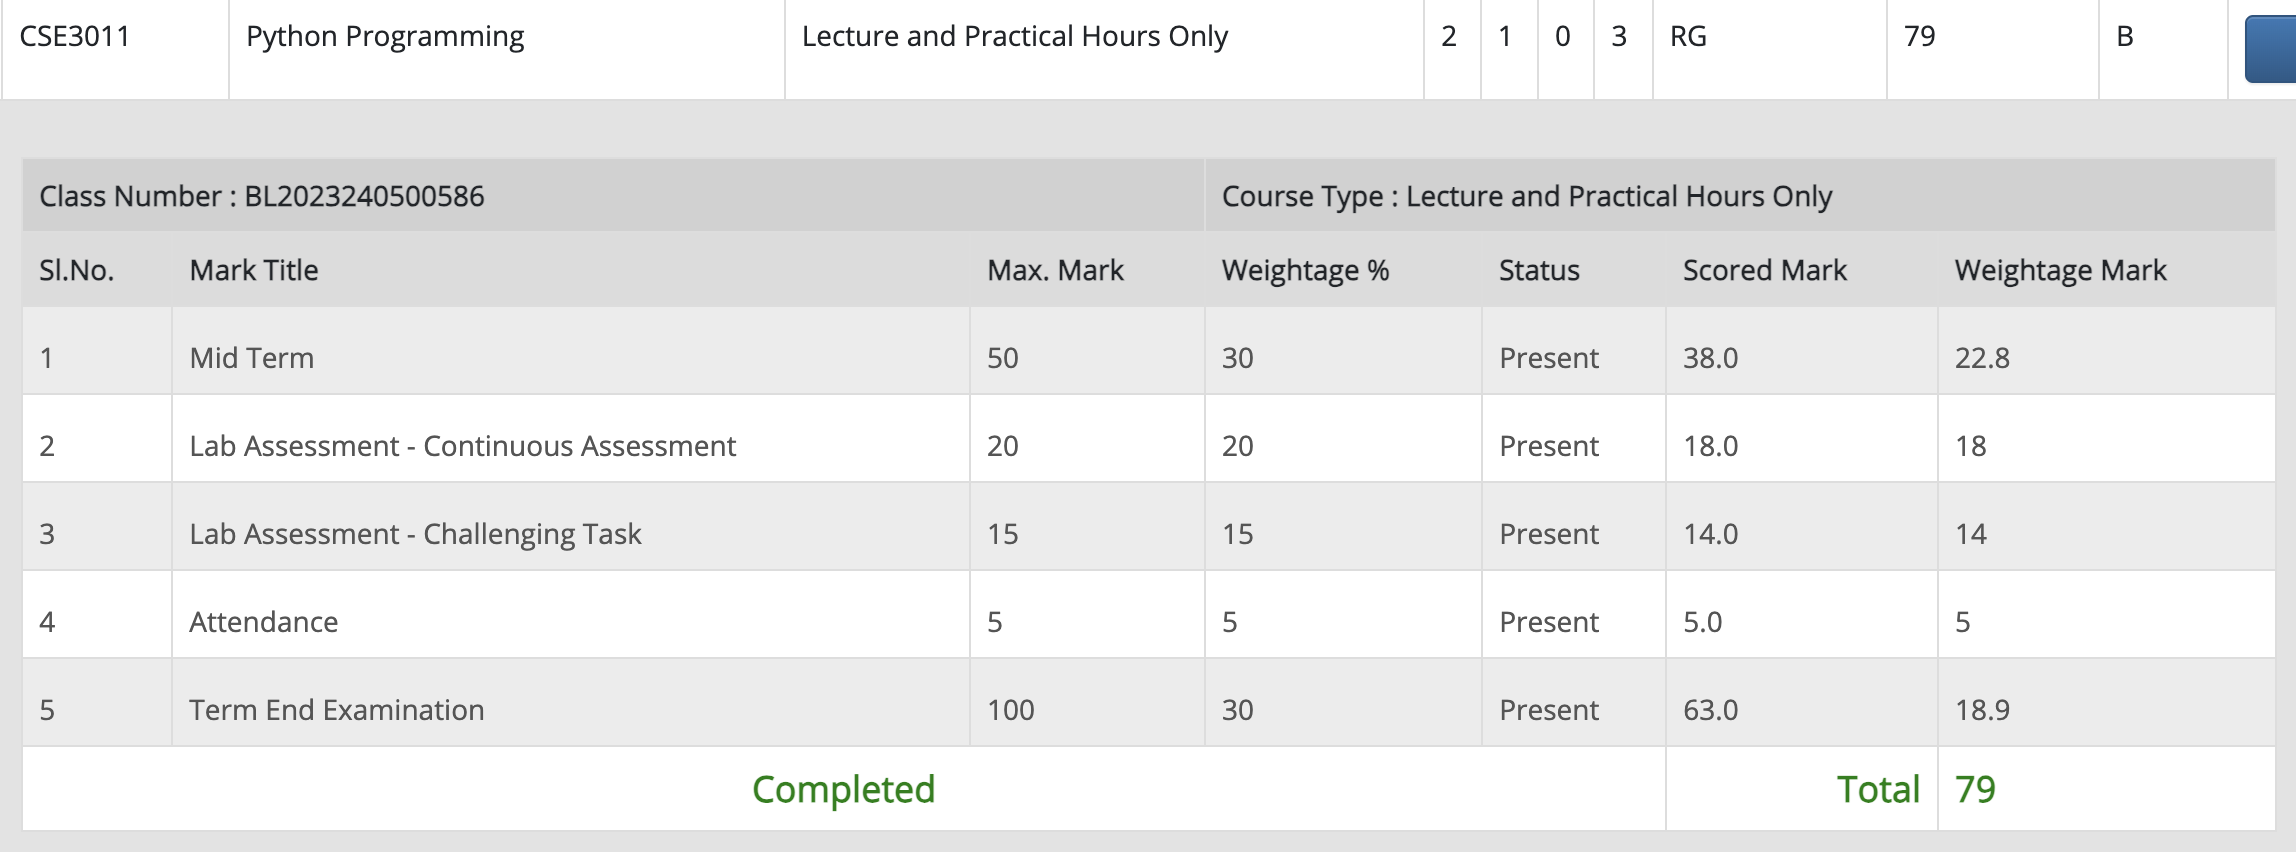 CSE3011 Python Programming Lecture and Practical Hours Only 2 1 0 3 RG 79 B
Class Number : BL2023240500586 Course Type : Lecture and Practical Hours Only
Sl.No. Mark Title Max. Mark Weightage % Status Scored Mark Weightage Mark
1 Mid Term 50 30 Present 38.0 22.8
2 Lab Assessment - Continuous Assessment 20 20 Present 18.0 18
3 Lab Assessment - Challenging Task 15 15 Present 14.0 14
4 Attendance 5 5 Present 5.0 5
5 Term End Examination 100 30 Present 63.0 18.9
Completed Total 79